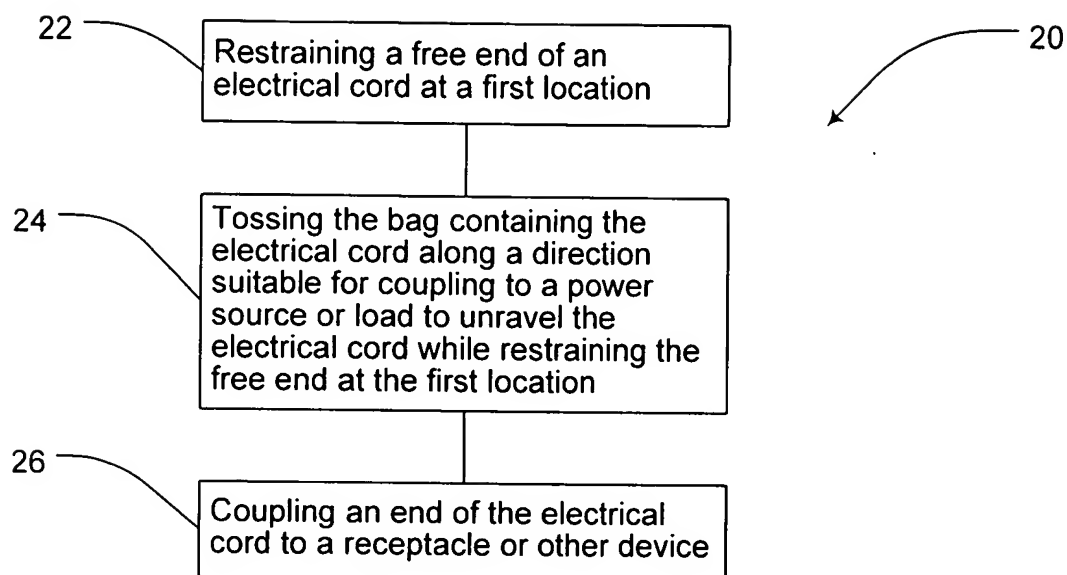 22
Restraining a free end of an
electrical cord at a first location
20
24
Tossing the bag containing the
electrical cord along a direction
suitable for coupling to a power
source or load to unravel the
electrical cord while restraining the
free end at the first location
26
Coupling an end of the electrical
cord to a receptacle or other device